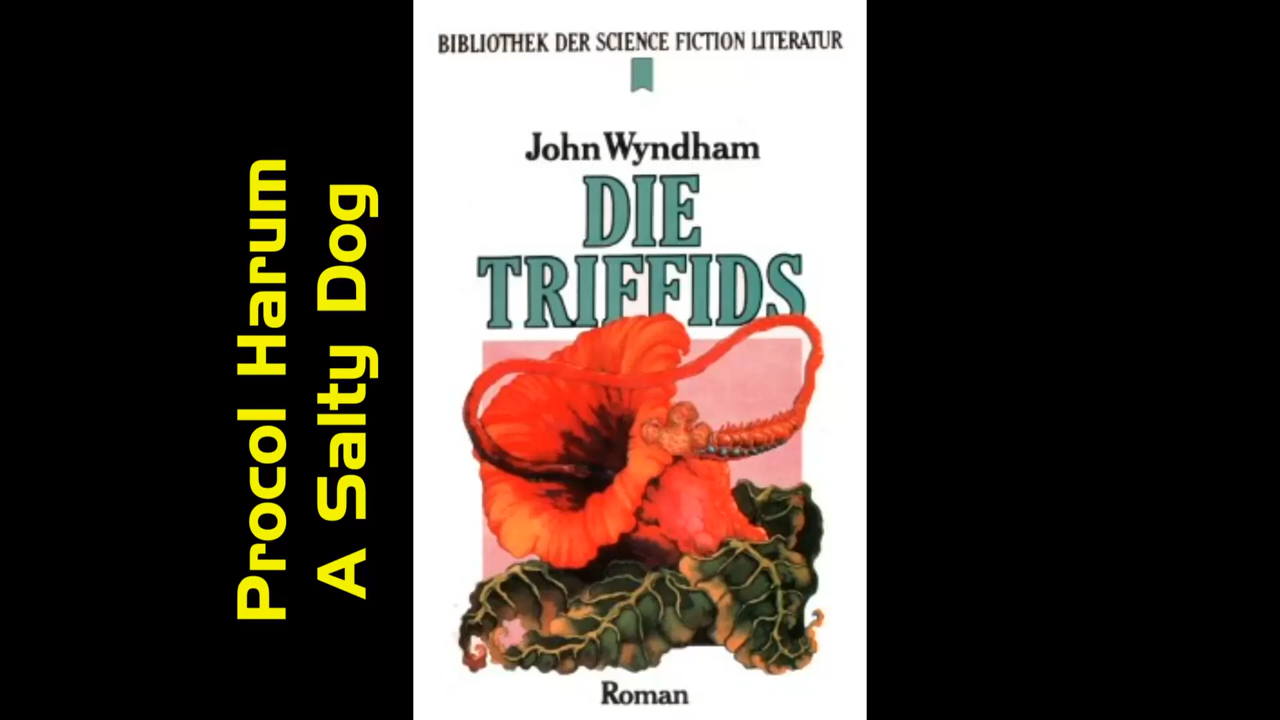 Procol Harum
A Salty Dog
BIBLIOTHEK DER SCIENCE FICTION LITERATUR
John Wyndham
DIE
TRIFFIDS
Roman